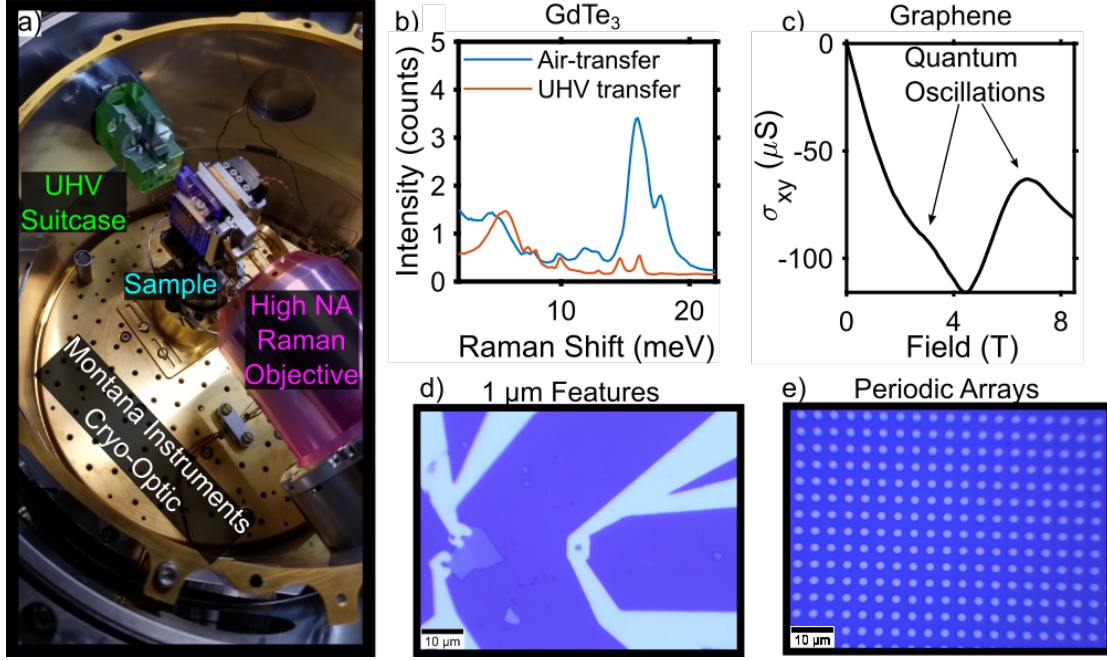 a)
UHV
Suitcase
Sample
High NA
Raman
Objective
Montana Instruments
Cryo-Optic
b)
GdTe₃
Air-transfer
UHV transfer
Intensity (counts)
5
4
3
2
1
0
0
10
20
Raman Shift (meV)
c)
Graphene
Quantum
Oscillations
σxy (μS)
0
-50
-100
0
4
8
Field (T)
d)
1 μm Features
10 μm
e)
Periodic Arrays
10 μm